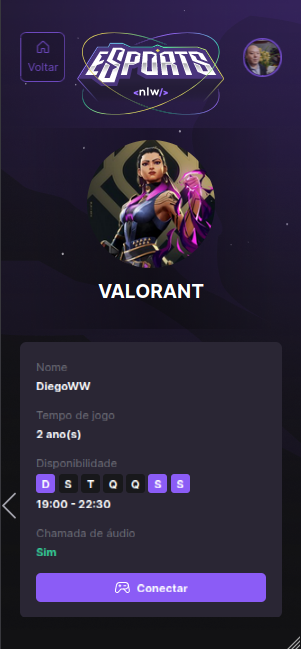 Voltar
eSPORTS
<nlw/>
VALORANT
Nome
DiegoWW
Tempo de jogo
2 ano(s)
Disponibilidade
D S T Q Q S S
19:00 - 22:30
Chamada de áudio
Sim
Conectar